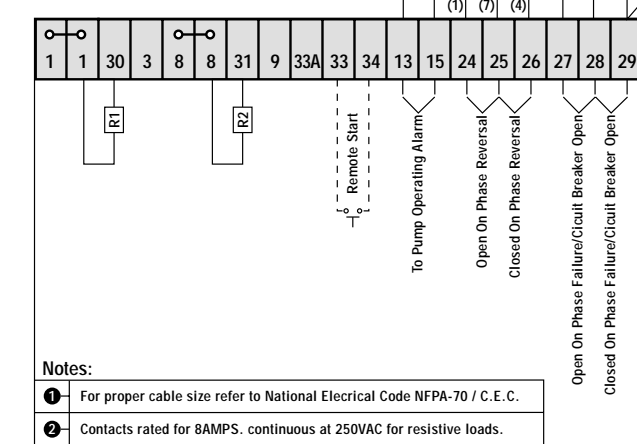 (1) (7) (4)
1 1 30 3 8 8 31 9 33A 33 34 13 15 24 25 26 27 28 29
R1
R2
Remote Start
To Pump Operating Alarm
Open On Phase Reversal
Closed On Phase Reversal
Open On Phase Failure/Cicuit Breaker Open
Closed On Phase Failure/Cicuit Breaker Open
Notes:
1 For proper cable size refer to National Elecrical Code NFPA-70 / C.E.C.
2 Contacts rated for 8AMPS. continuous at 250VAC for resistive loads.